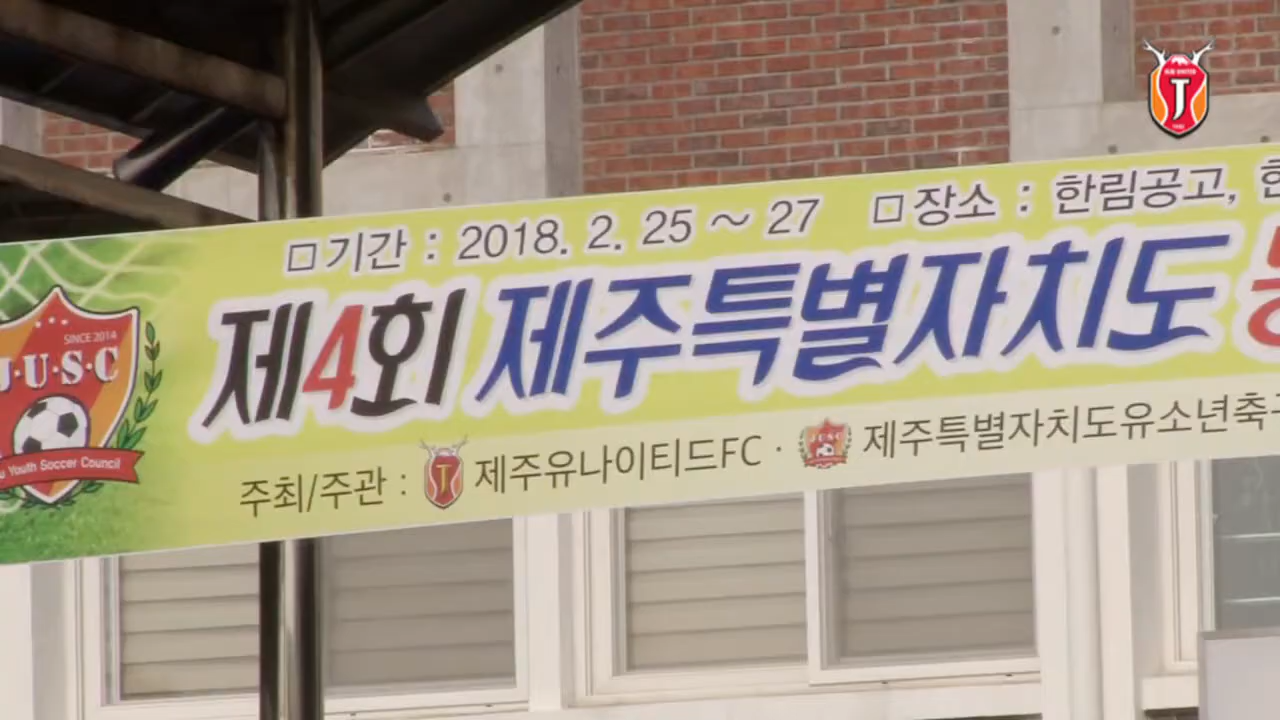 □기간 : 2018. 2. 25 ~ 27 □장소 : 한림공고,
제4회 제주특별자치도
주최/주관 : 제주유나이티드FC · 제주특별자치도유소년축
SINCE 2014
J·U·S·C
Youth Soccer Council
JEJU UNITED
J